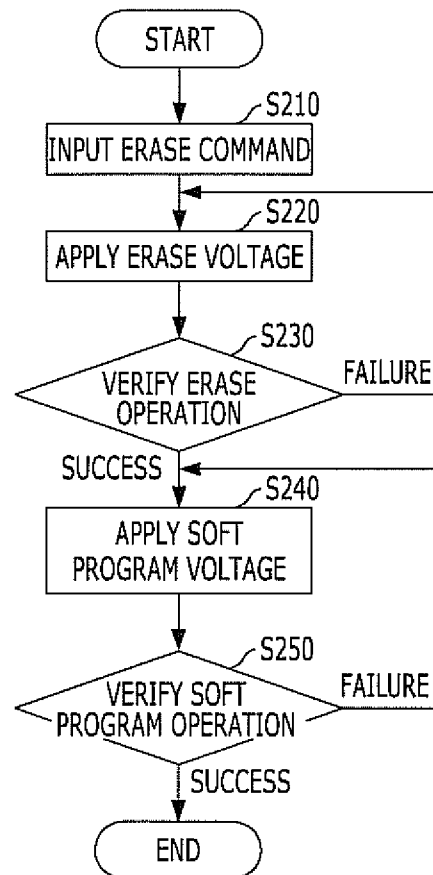 START
S210
INPUT ERASE COMMAND
S220
APPLY ERASE VOLTAGE
S230
VERIFY ERASE
OPERATION
FAILURE
SUCCESS
S240
APPLY SOFT
PROGRAM VOLTAGE
S250
VERIFY SOFT
PROGRAM OPERATION
FAILURE
SUCCESS
END